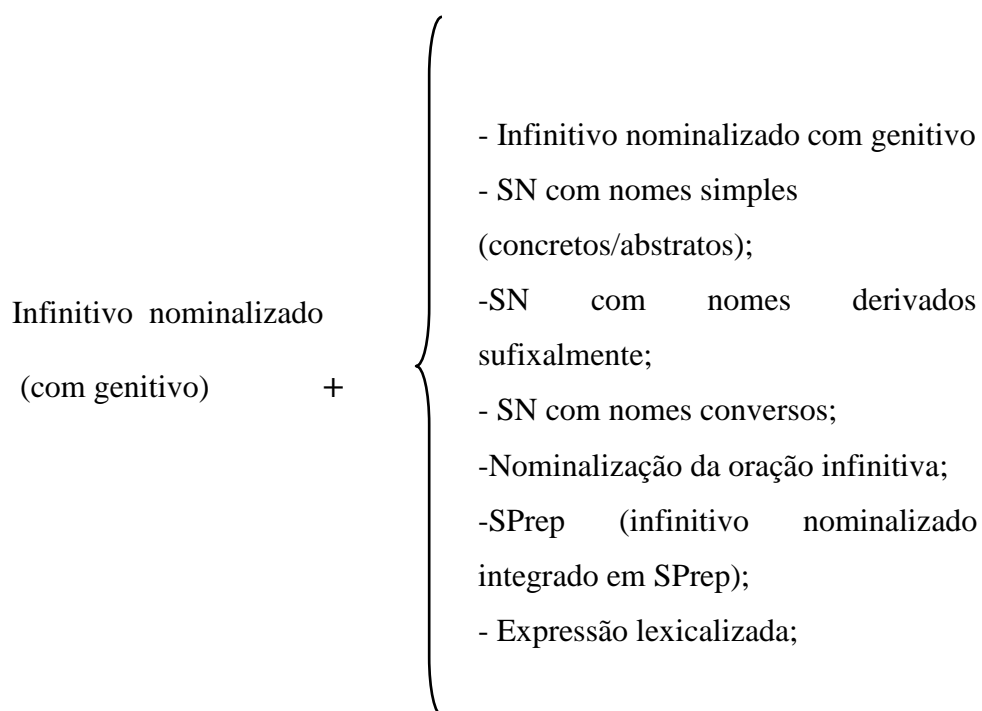 Infinitivo nominalizado
(com genitivo) +
- Infinitivo nominalizado com genitivo
- SN com nomes simples
(concretos/abstratos);
-SN com nomes derivados
sufixalmente;
- SN com nomes conversos;
-Nominalização da oração infinitiva;
-SPrep (infinitivo nominalizado
integrado em SPrep);
- Expressão lexicalizada;